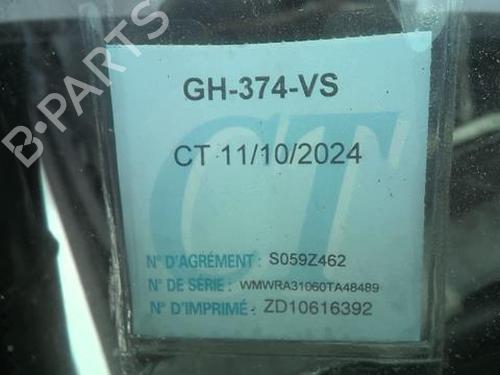 GH-374-VS
CT 11/10/2024
CT
N° D'AGRÉMENT : S059Z462
N° DE SÉRIE : WMWRA31060TA48489
N° D'IMPRIMÉ : ZD10616392
B-PARTS